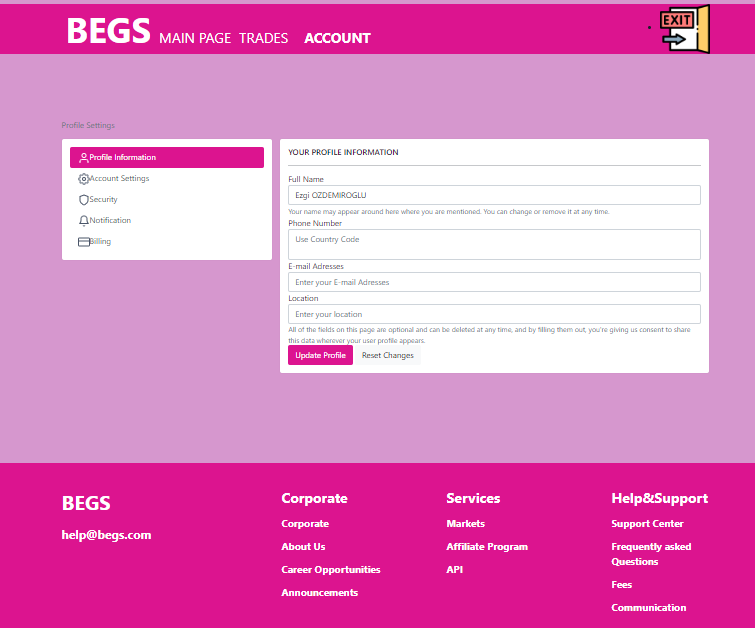 BEGS MAIN PAGE TRADES ACCOUNT EXIT
Profile Settings
Profile Information
Account Settings
Security
Notification
Billing
YOUR PROFILE INFORMATION
Full Name
Ezgi OZDEMIROGLU
Your name may appear around here where you are mentioned. You can change or remove it at any time.
Phone Number
Use Country Code
E-mail Adresses
Enter your E-mail Adresses
Location
Enter your location
All of the fields on this page are optional and can be deleted at any time, and by filling them out, you're giving us consent to share
this data wherever your user profile appears.
Update Profile Reset Changes
BEGS
help@begs.com
Corporate
Corporate
About Us
Career Opportunities
Announcements
Services
Markets
Affiliate Program
API
Help&Support
Support Center
Frequently asked
Questions
Fees
Communication